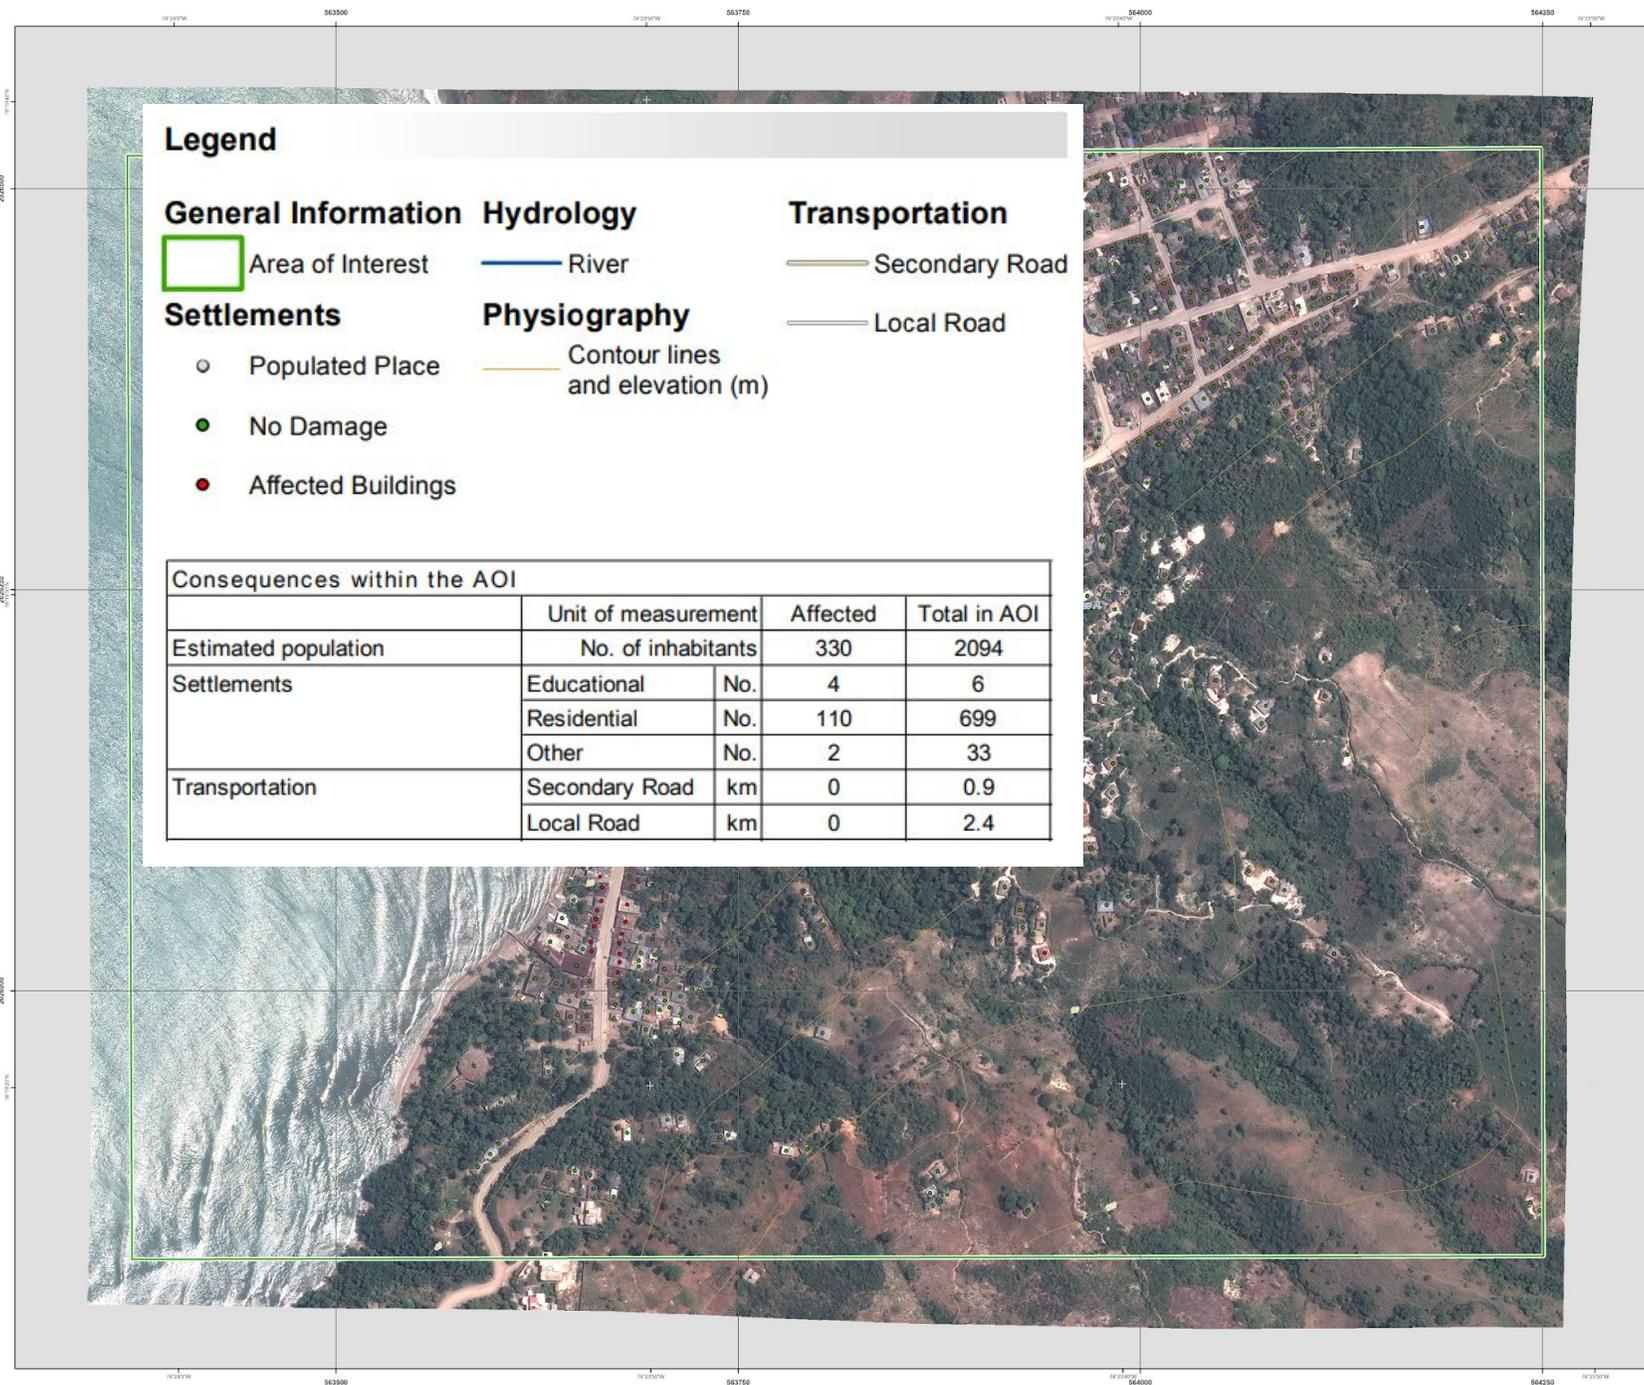 563500 563750 564000 564250
Legend
General Information Hydrology Transportation
Area of Interest River Secondary Road
Settlements Physiography Local Road
Populated Place Contour lines
and elevation (m)
No Damage
Affected Buildings
Consequences within the AOI
Unit of measurement Affected Total in AOI
Estimated population No. of inhabitants 330 2094
Settlements Educational No. 4 6
Residential No. 110 699
Other No. 2 33
Transportation Secondary Road km 0 0.9
Local Road km 0 2.4
563500 563750 564000 564250